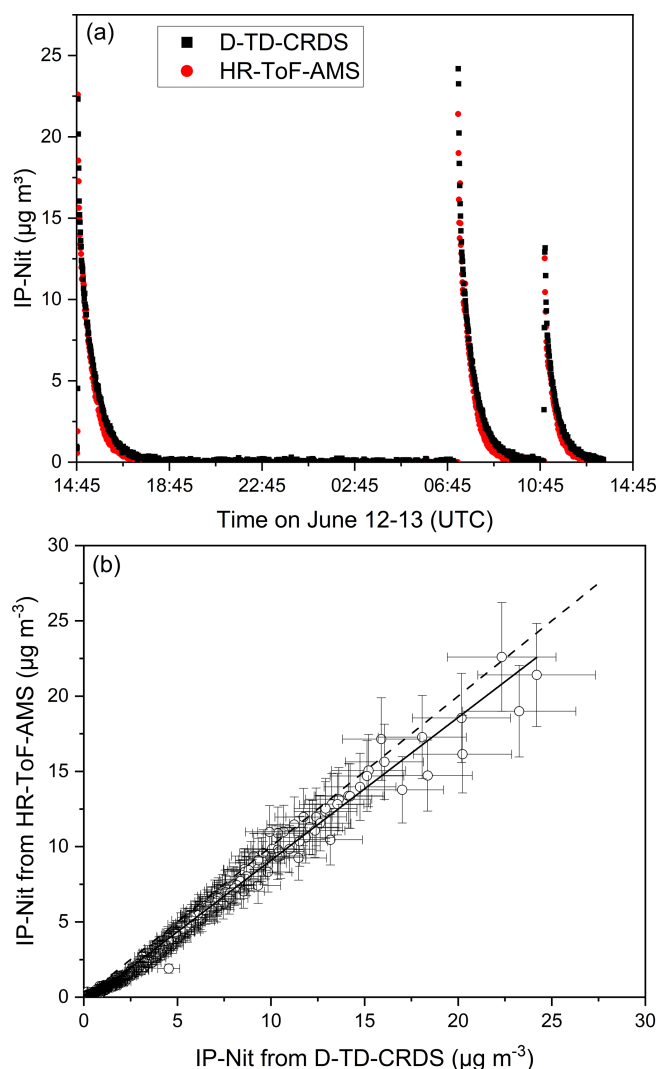 (a)
D-TD-CRDS
HR-ToF-AMS
IP-Nit (µg m³)
25
20
15
10
5
0
14:45 18:45 22:45 02:45 06:45 10:45 14:45
Time on June 12-13 (UTC)
(b)
IP-Nit from HR-ToF-AMS (µg m⁻³)
30
25
20
15
10
5
0
0 5 10 15 20 25 30
IP-Nit from D-TD-CRDS (µg m⁻³)